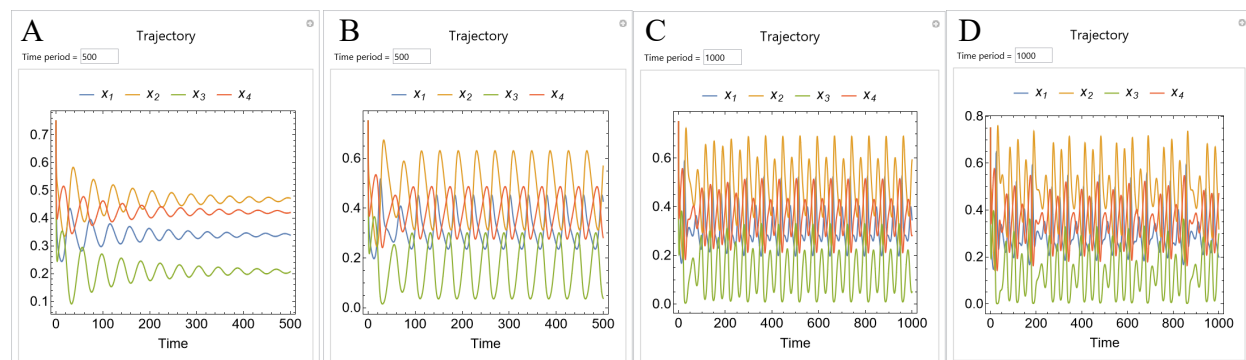 A
Trajectory
Time period = 500
x1 x2 x3 x4
0.7
0.6
0.5
0.4
0.3
0.2
0.1
0 100 200 300 400 500
Time
B
Trajectory
Time period = 500
x1 x2 x3 x4
0.6
0.4
0.2
0.0
0 100 200 300 400 500
Time
C
Trajectory
Time period = 1000
x1 x2 x3 x4
0.6
0.4
0.2
0.0
0 200 400 600 800 1000
Time
D
Trajectory
Time period = 1000
x1 x2 x3 x4
0.8
0.6
0.4
0.2
0.0
0 200 400 600 800 1000
Time